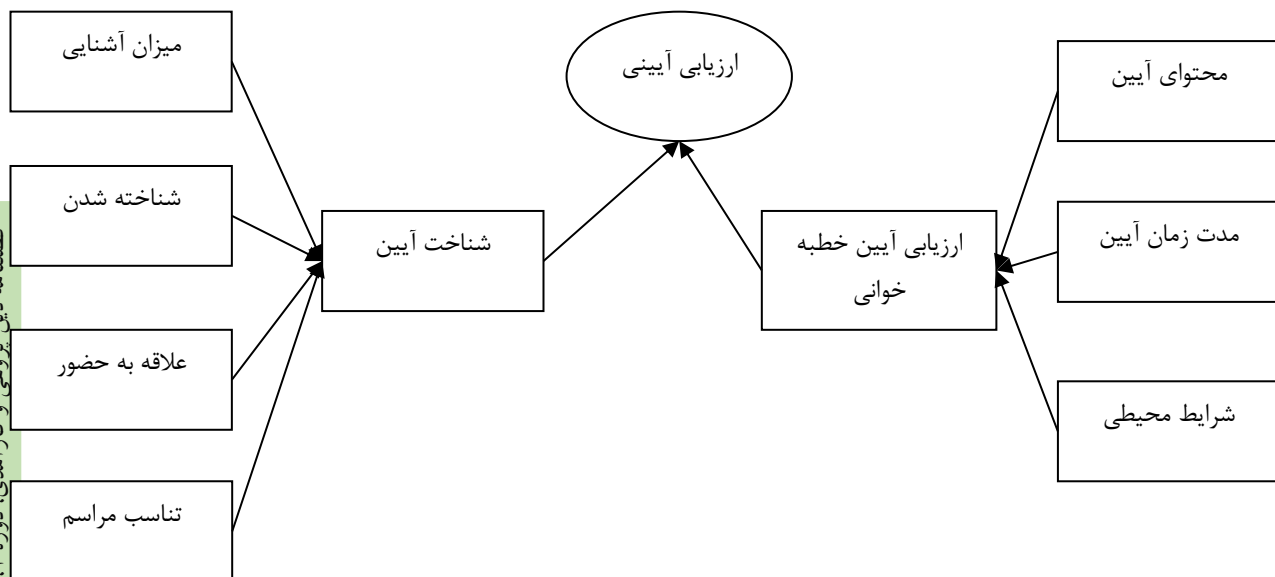 ارزیابی آیینی
میزان آشنایی
شناخته شدن
علاقه به حضور
تناسب مراسم
شناخت آیین
ارزیابی آیین خطبه
خوانی
محتوای آیین
مدت زمان آیین
شرایط محیطی